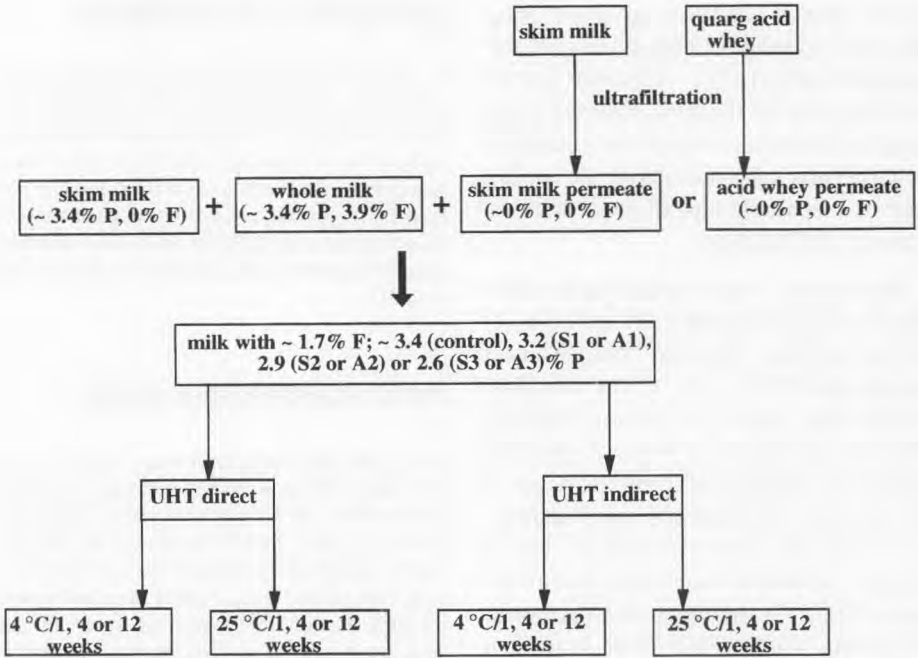 skim milk
quarg acid
whey
ultrafiltration
skim milk
(~ 3.4% P, 0% F)
+
whole milk
(~ 3.4% P, 3.9% F)
+
skim milk permeate
(~0% P, 0% F)
or
acid whey permeate
(~0% P, 0% F)
milk with ~ 1.7% F; ~ 3.4 (control), 3.2 (S1 or A1),
2.9 (S2 or A2) or 2.6 (S3 or A3)% P
UHT direct
UHT indirect
4 °C/1, 4 or 12
weeks
25 °C/1, 4 or 12
weeks
4 °C/1, 4 or 12
weeks
25 °C/1, 4 or 12
weeks